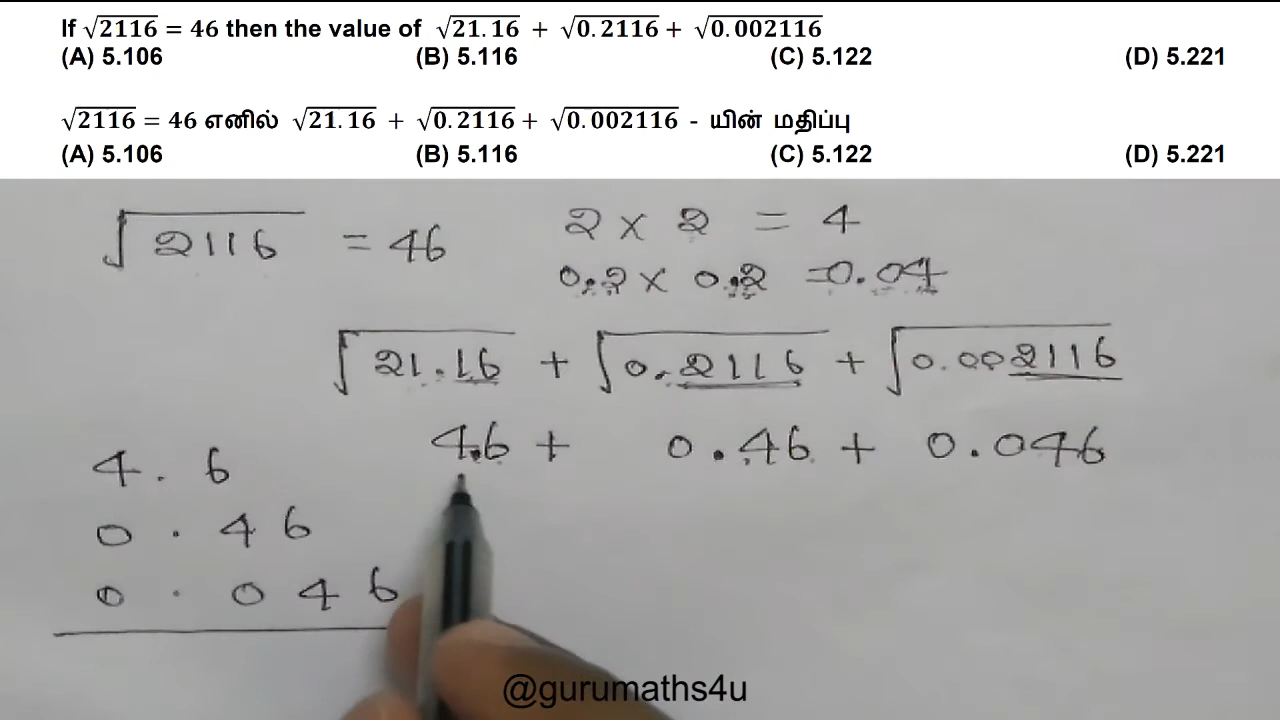 If √2116 = 46 then the value of √21.16 + √0.2116 + √0.002116
(A) 5.106 (B) 5.116 (C) 5.122 (D) 5.221
√2116 = 46 எனில் √21.16 + √0.2116 + √0.002116 - யின் மதிப்பு
(A) 5.106 (B) 5.116 (C) 5.122 (D) 5.221
√2116 = 46
2 × 2 = 4
0.2 × 0.2 = 0.04
√21.16 + √0.2116 + √0.002116
4.6 + 0.46 + 0.046
4.6
0.46
0.046
@gurumaths4u